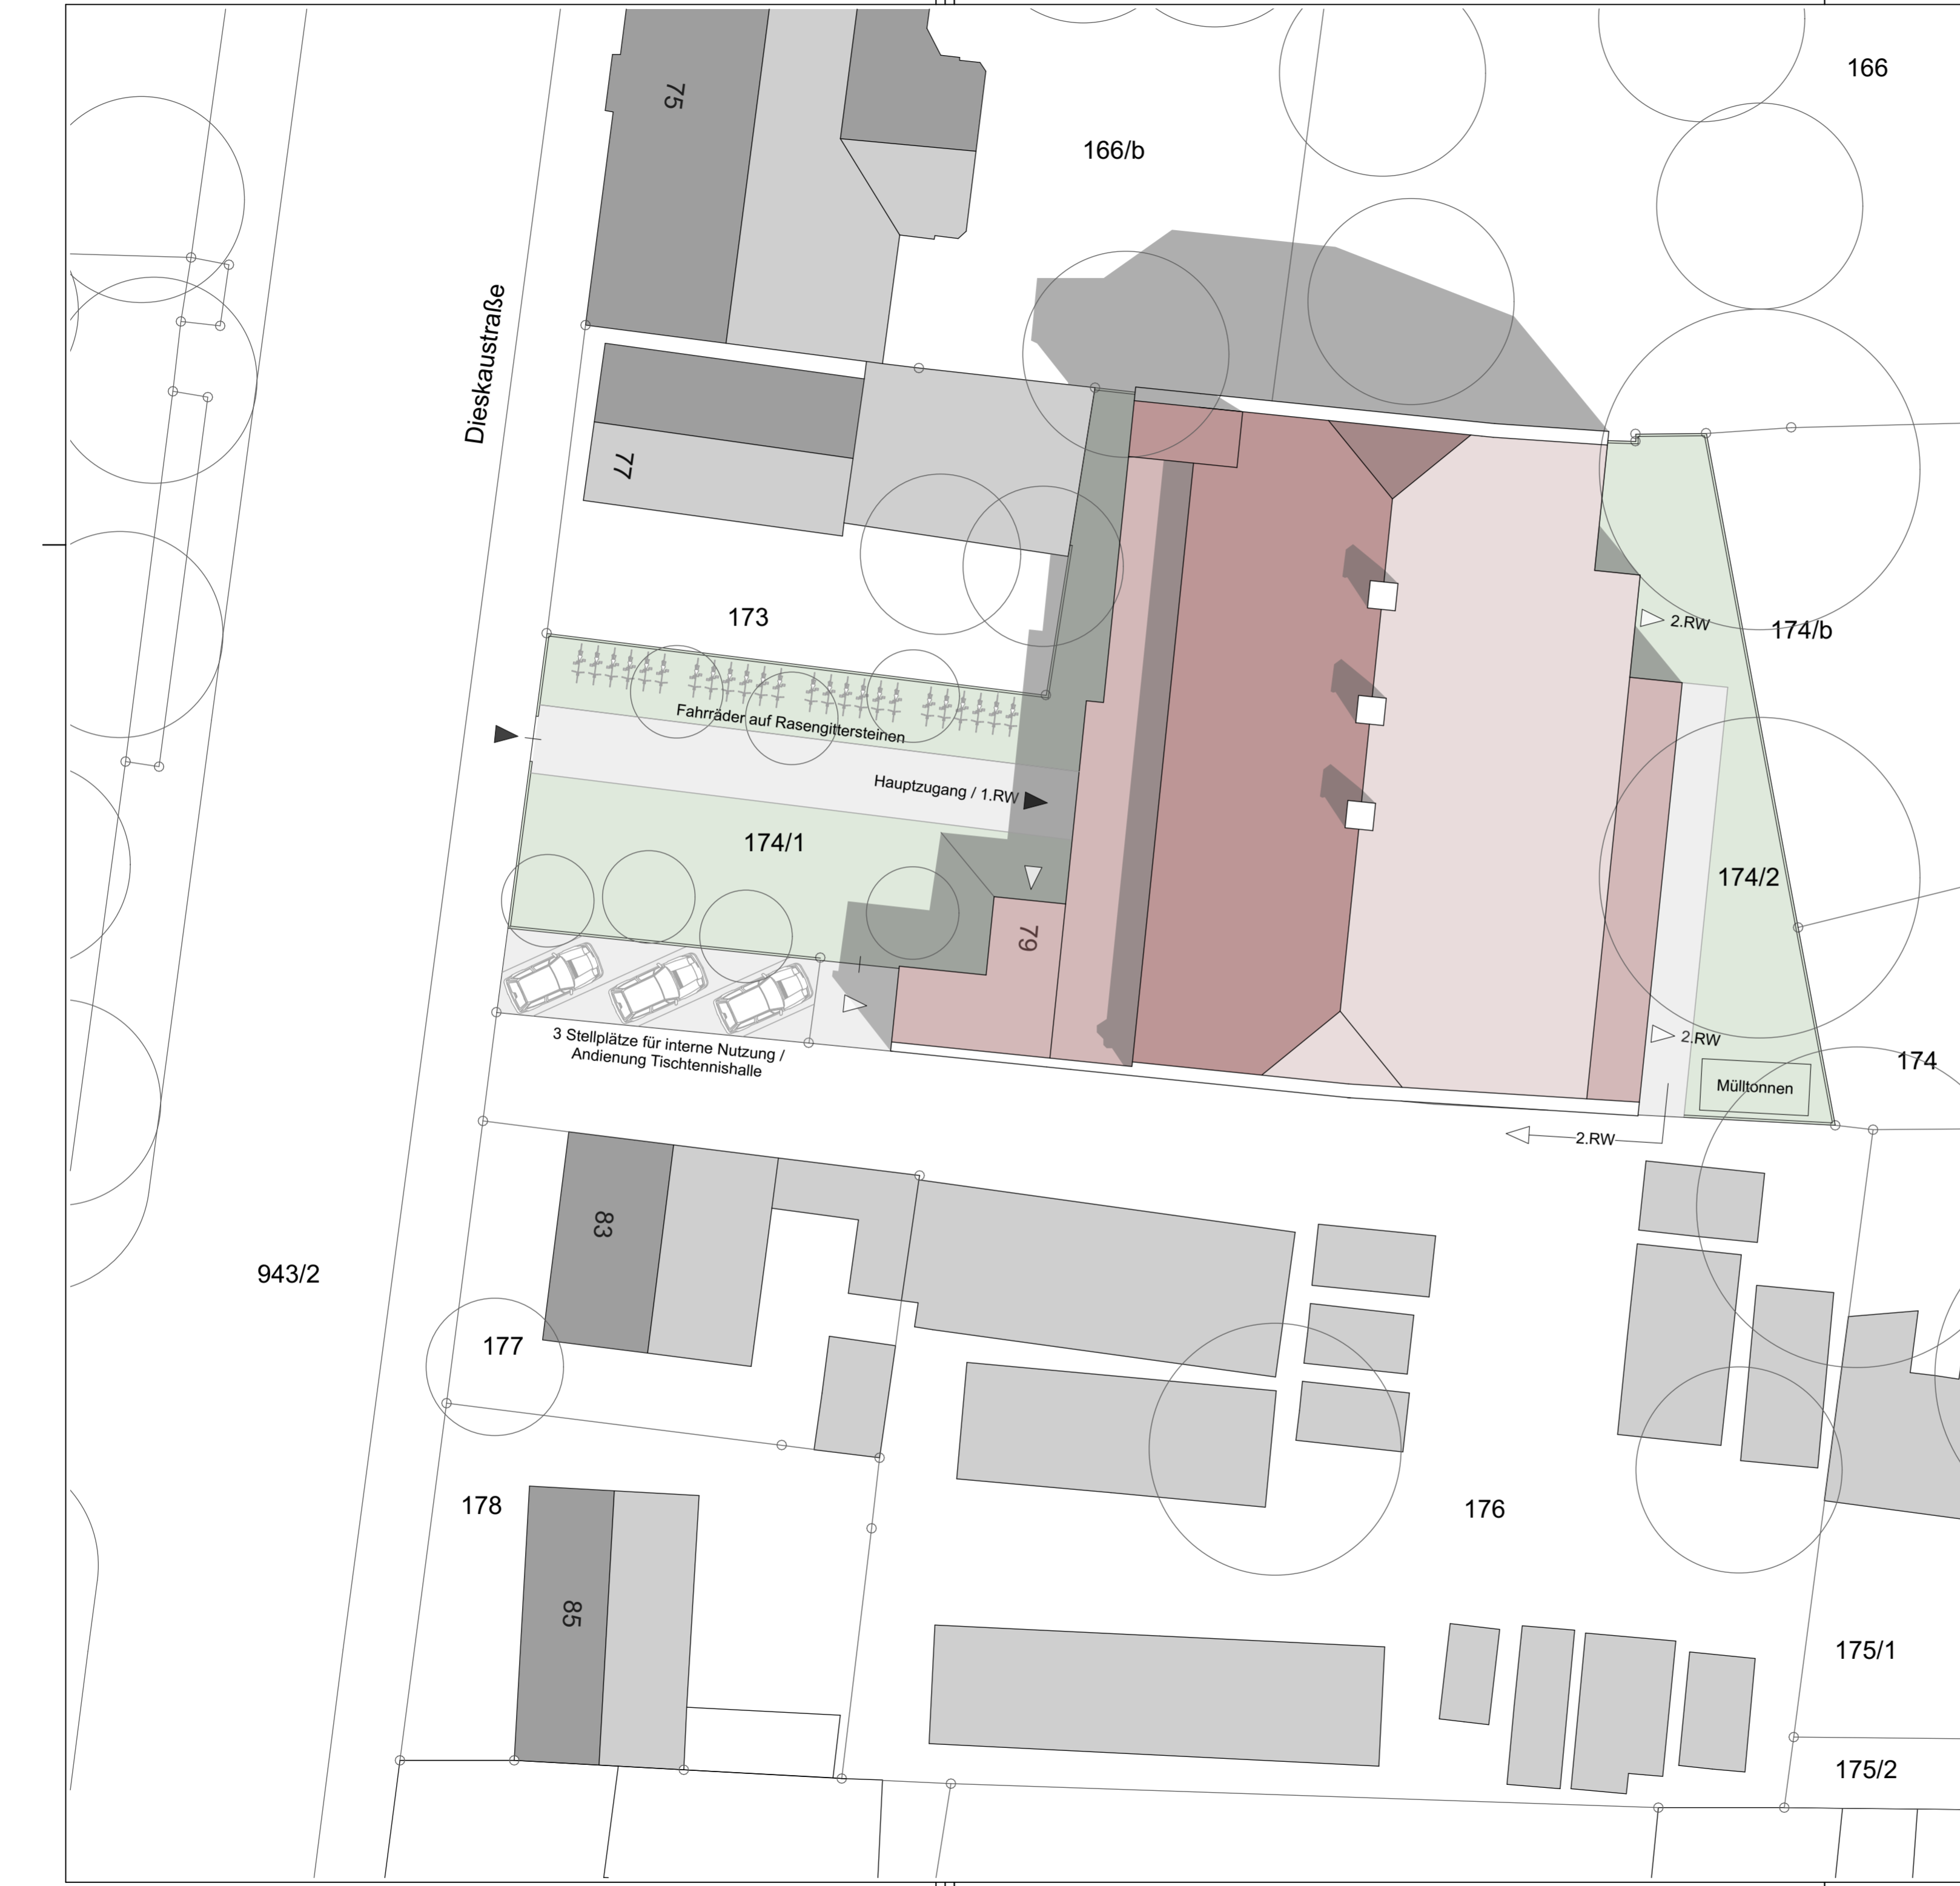 166
75
166/b
Dieskaustraße
77
173
2.RW
174/b
Fahrräder auf Rasengittersteinen
Hauptzugang / 1.RW
174/1
174/2
79
3 Stellplätze für interne Nutzung /
Andienung Tischtennishalle
2.RW
174
Mülltonnen
2.RW
83
943/2
177
178
176
85
175/1
175/2